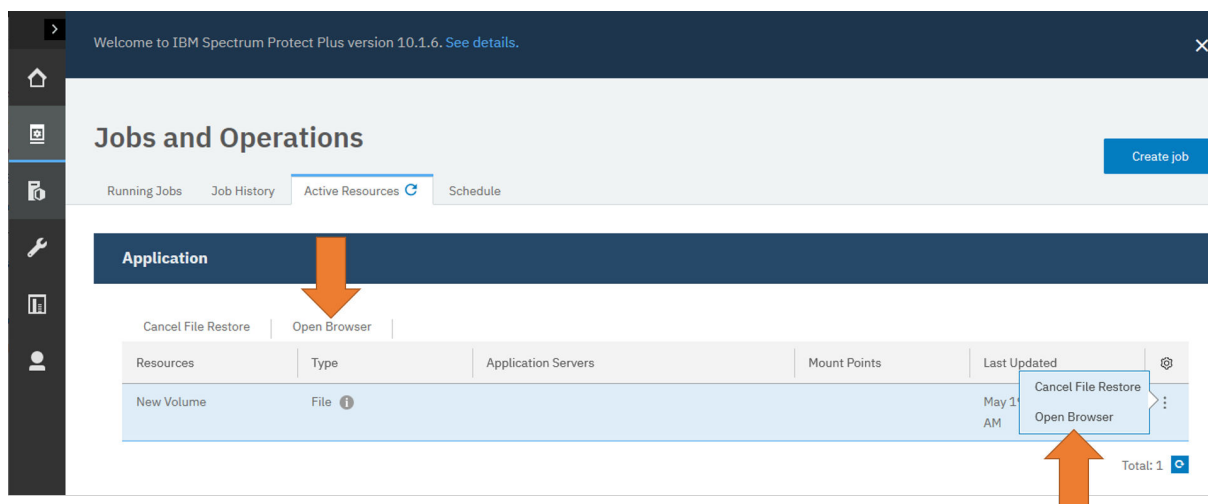 Welcome to IBM Spectrum Protect Plus version 10.1.6. See details.
Jobs and Operations
Create job
Running Jobs Job History Active Resources Schedule
Application
Cancel File Restore Open Browser
Resources Type Application Servers Mount Points Last Updated
New Volume File
May 1
AM
Cancel File Restore
Open Browser
Total: 1